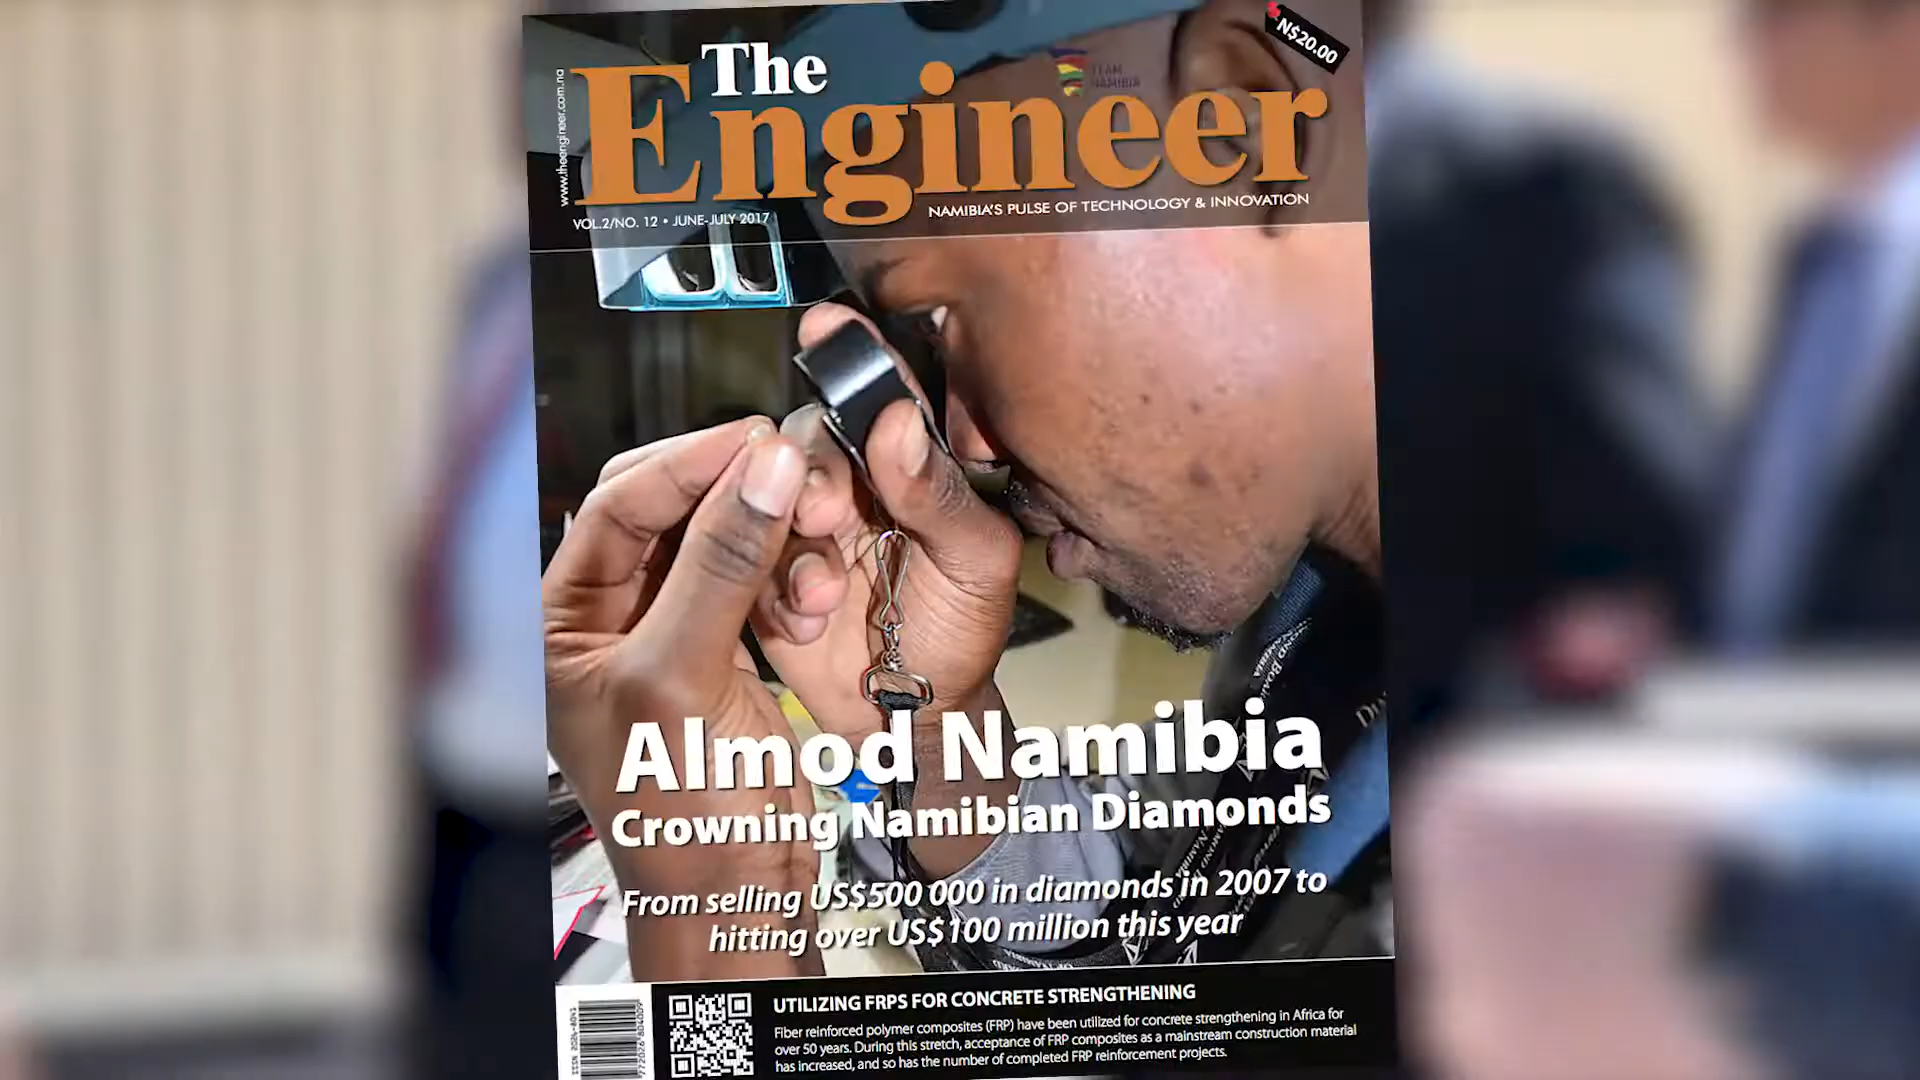 N$20.00
The
Engineer
TEAM
NAMIBIA
www.theengineer.com.na
VOL.2/NO. 12 • JUNE-JULY 2017
NAMIBIA'S PULSE OF TECHNOLOGY & INNOVATION
Almod Namibia
Crowning Namibian Diamonds
From selling US$500 000 in diamonds in 2007 to
hitting over US$100 million this year
UTILIZING FRPS FOR CONCRETE STRENGTHENING
Fiber reinforced polymer composites (FRP) have been utilized for concrete strengthening in Africa for
over 50 years. During this stretch, acceptance of FRP composites as a mainstream construction material
has increased, and so has the number of completed FRP reinforcement projects.